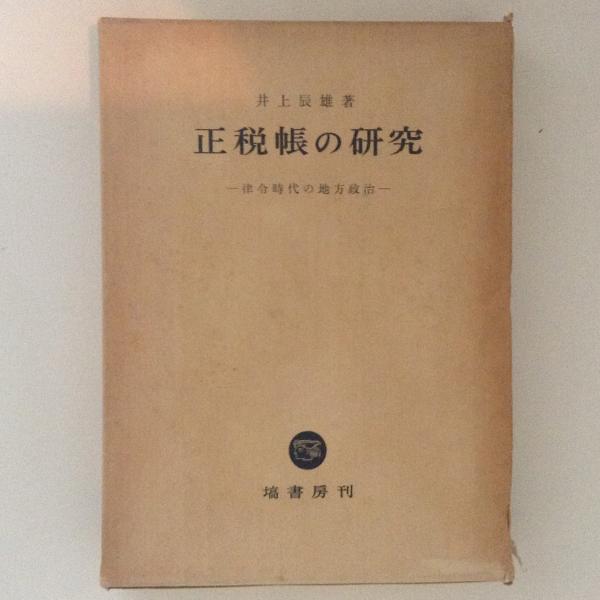 井上辰雄著
正税帳の研究
―律令時代の地方政治―
塙書房刊